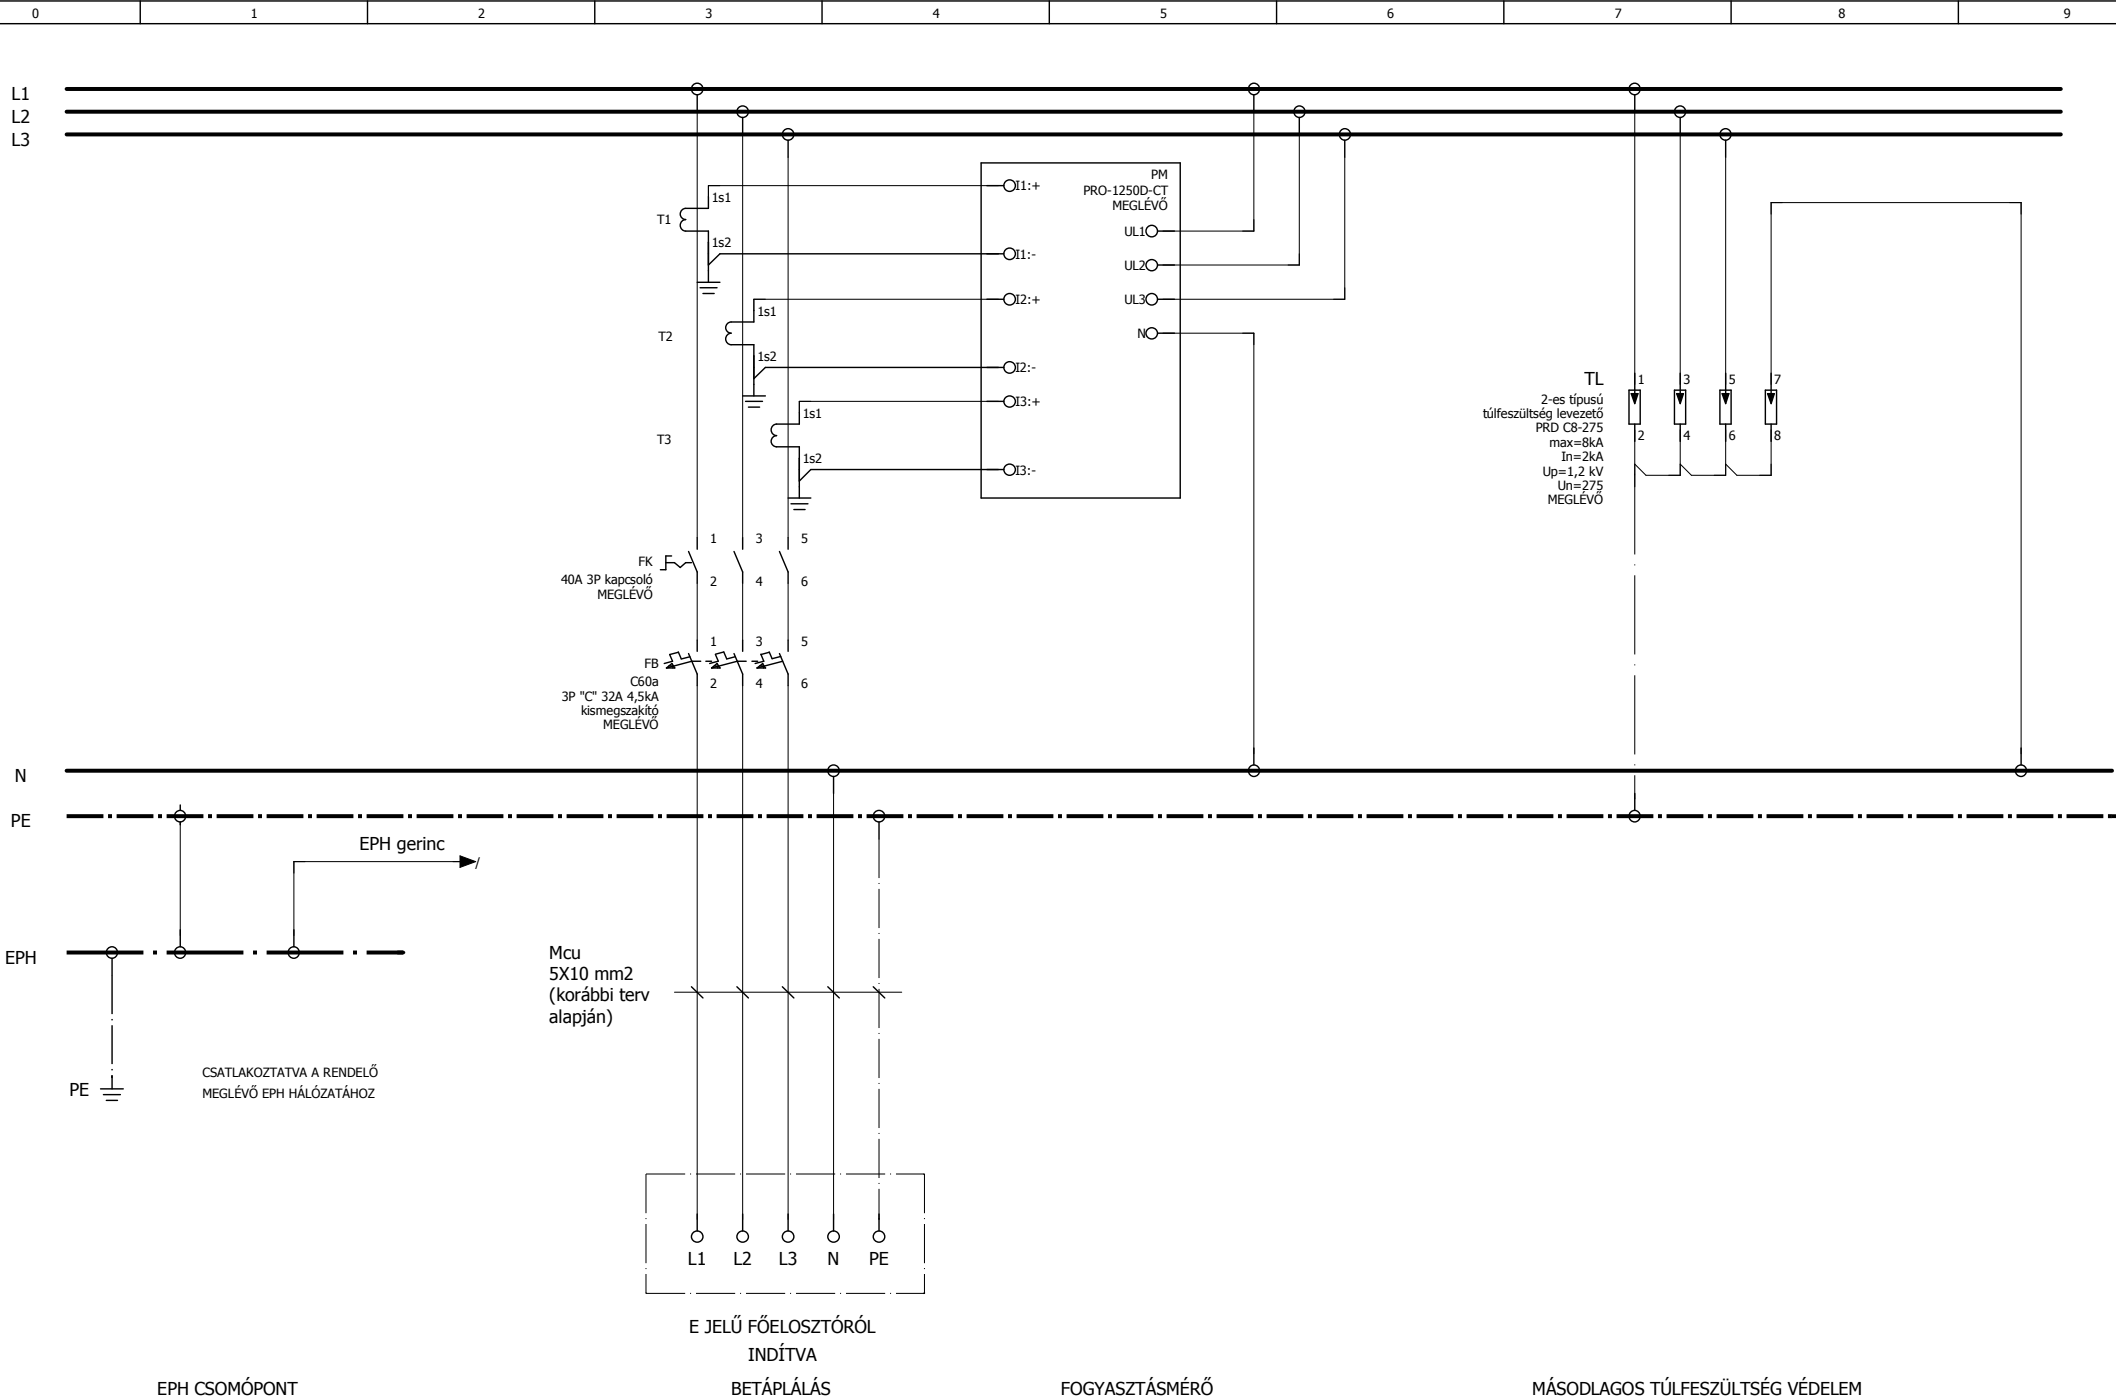 0 1 2 3 4 5 6 7 8 9
L1
L2
L3
T1
1s1
1s2
T2
1s1
1s2
T3
1s1
1s2
I1:+
I1:-
I2:+
I2:-
I3:+
I3:-
PM
PRO-1250D-CT
MEGLÉVŐ
UL1
UL2
UL3
N
TL
2-es típusú
túlfeszültség levezető
PRD C8-275
max=8kA
In=2kA
Up=1,2 kV
Un=275
MEGLÉVŐ
1 3 5 7
2 4 6 8
1 3 5
FK
40A 3P kapcsoló
MEGLÉVŐ
2 4 6
1 3 5
FB
C60a
3P "C" 32A 4,5kA
kismegszakító
MEGLÉVŐ
2 4 6
N
PE
EPH gerinc
/
EPH
PE
CSATLAKOZTATVA A RENDELŐ
MEGLÉVŐ EPH HÁLÓZATÁHOZ
Mcu
5X10 mm2
(korábbi terv
alapján)
L1 L2 L3 N PE
E JELŰ FŐELOSZTÓRÓL
INDÍTVA
EPH CSOMÓPONT
BETÁPLÁLÁS
FOGYASZTÁSMÉRŐ
MÁSODLAGOS TÚLFESZÜLTSÉG VÉDELEM